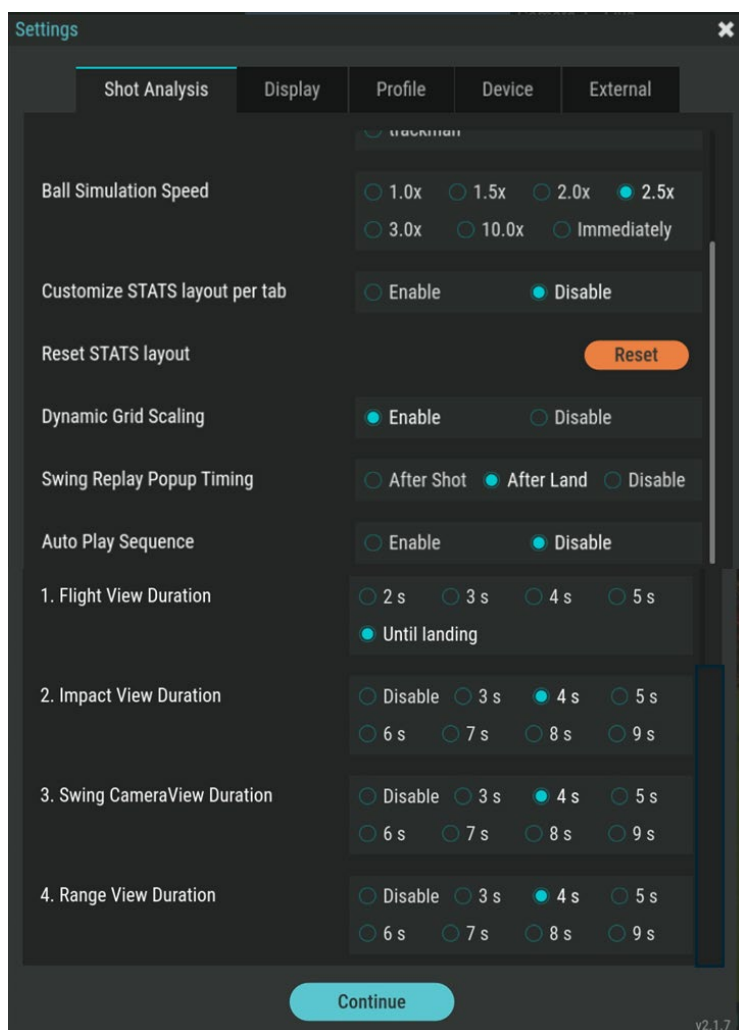 Settings
Shot Analysis Display Profile Device External
trackman
Ball Simulation Speed 1.0x 1.5x 2.0x 2.5x
3.0x 10.0x Immediately
Customize STATS layout per tab Enable Disable
Reset STATS layout Reset
Dynamic Grid Scaling Enable Disable
Swing Replay Popup Timing After Shot After Land Disable
Auto Play Sequence Enable Disable
1. Flight View Duration 2 s 3 s 4 s 5 s
Until landing
2. Impact View Duration Disable 3 s 4 s 5 s
6 s 7 s 8 s 9 s
3. Swing CameraView Duration Disable 3 s 4 s 5 s
6 s 7 s 8 s 9 s
4. Range View Duration Disable 3 s 4 s 5 s
6 s 7 s 8 s 9 s
Continue
v2.1.7